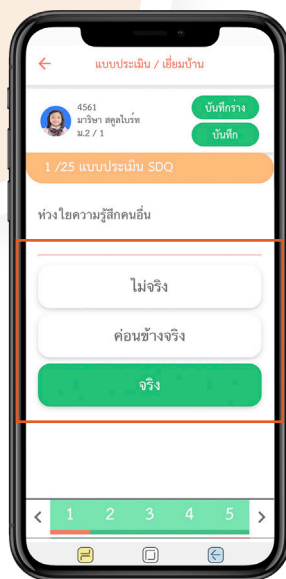 แบบประเมิน / เยี่ยมบ้าน
4561
มาริษา สคูลไบร์ท
ม.2 / 1
บันทึกร่าง
บันทึก
1 /25 แบบประเมิน SDQ
ห่วงใยความรู้สึกคนอื่น
ไม่จริง
ค่อนข้างจริง
จริง
1 2 3 4 5